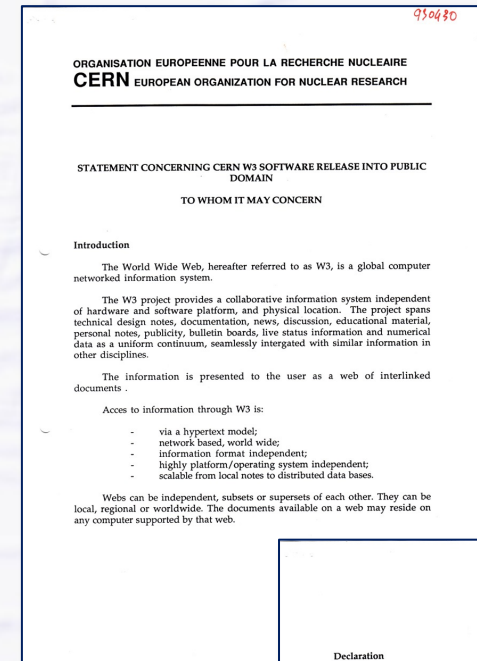 930430
ORGANISATION EUROPEENNE POUR LA RECHERCHE NUCLEAIRE
CERN EUROPEAN ORGANIZATION FOR NUCLEAR RESEARCH
STATEMENT CONCERNING CERN W3 SOFTWARE RELEASE INTO PUBLIC
DOMAIN
TO WHOM IT MAY CONCERN
Introduction
The World Wide Web, hereafter referred to as W3, is a global computer
networked information system.
The W3 project provides a collaborative information system independent
of hardware and software platform, and physical location. The project spans
technical design notes, documentation, news, discussion, educational material,
personal notes, publicity, bulletin boards, live status information and numerical
data as a uniform continuum, seamlessly intergated with similar information in
other disciplines.
The information is presented to the user as a web of interlinked
documents .
Acces to information through W3 is:
- via a hypertext model;
- network based, world wide;
- information format independent;
- highly platform/operating system independent;
- scalable from local notes to distributed data bases.
Webs can be independent, subsets or supersets of each other. They can be
local, regional or worldwide. The documents available on a web may reside on
any computer supported by that web.
Declaration